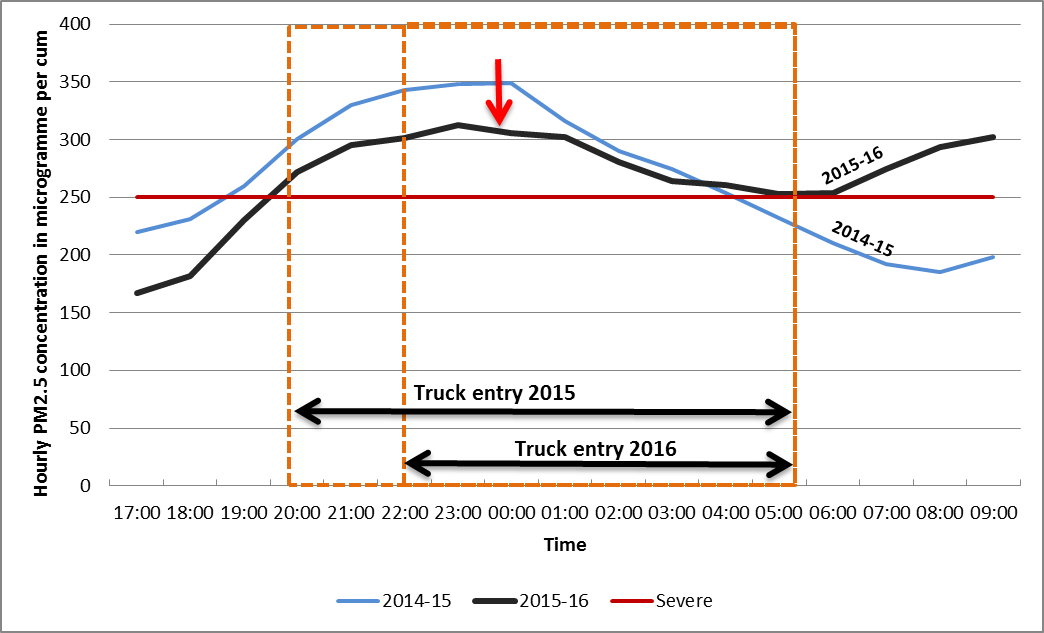 Hourly PM2.5 concentration in microgramme per cum
400
350
300
250
200
150
100
50
0
2015-16
2014-15
Truck entry 2015
Truck entry 2016
17:00 18:00 19:00 20:00 21:00 22:00 23:00 00:00 01:00 02:00 03:00 04:00 05:00 06:00 07:00 08:00 09:00
Time
2014-15 2015-16 Severe